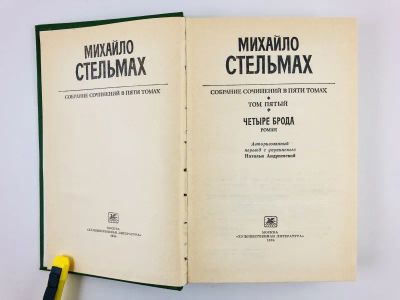 МИХАЙЛО
СТЕЛЬМАХ
СОБРАНИЕ СОЧИНЕНИЙ В ПЯТИ ТОМАХ
МОСКВА
«ХУДОЖЕСТВЕННАЯ ЛИТЕРАТУРА»
МИХАЙЛО
СТЕЛЬМАХ
СОБРАНИЕ СОЧИНЕНИЙ В ПЯТИ ТОМАХ
ТОМ ПЯТЫЙ
ЧЕТЫРЕ БРОДА
РОМАН
Авторизованный
перевод с украинского
Натальи Андриевской
МОСКВА
«ХУДОЖЕСТВЕННАЯ ЛИТЕРАТУРА»